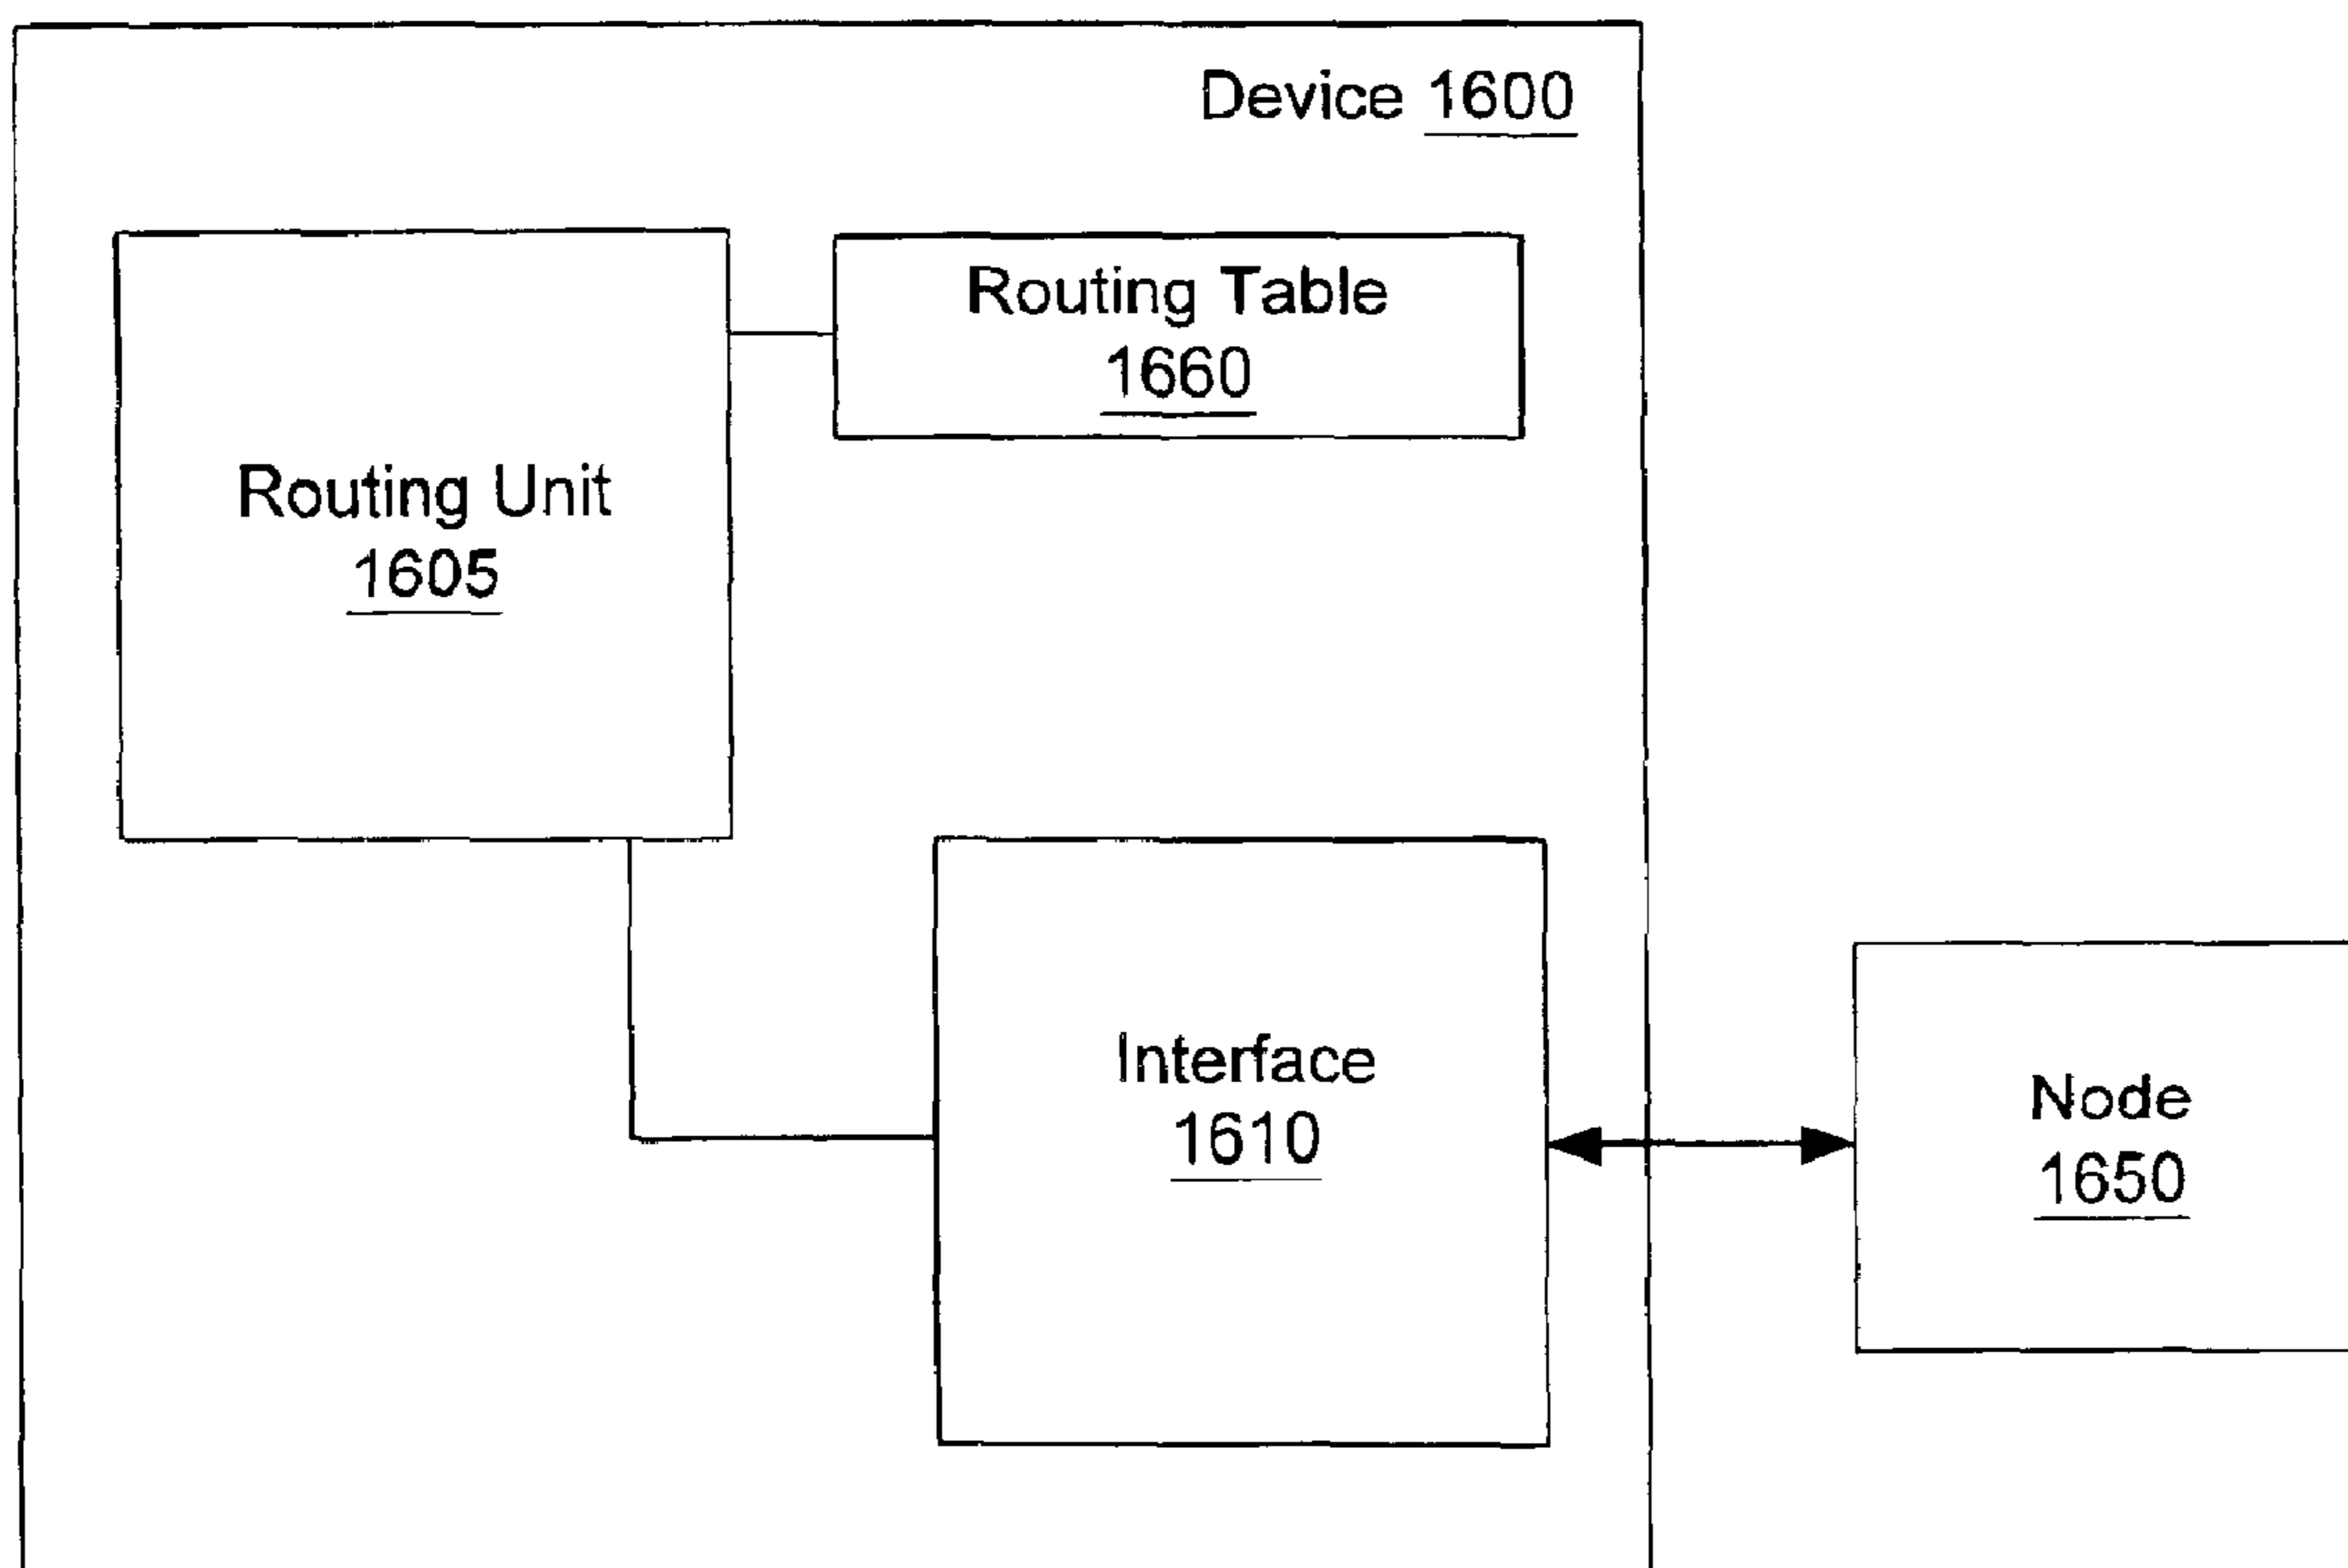 Device 1600
Routing Table
1660
Routing Unit
1605
Interface
1610
Node
1650